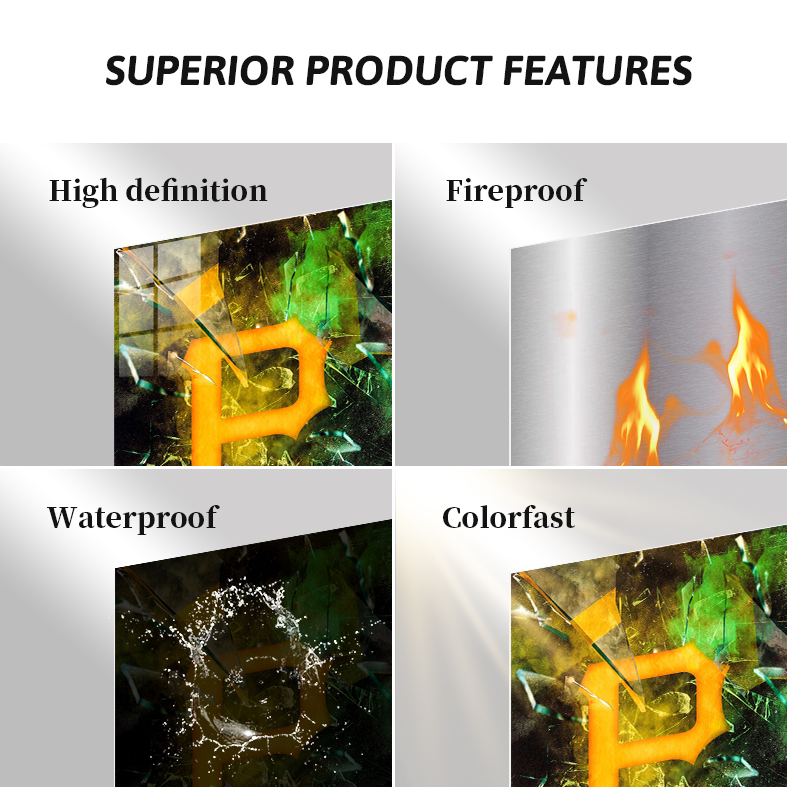 SUPERIOR PRODUCT FEATURES
High definition
Fireproof
P
Waterproof
Colorfast
P
P